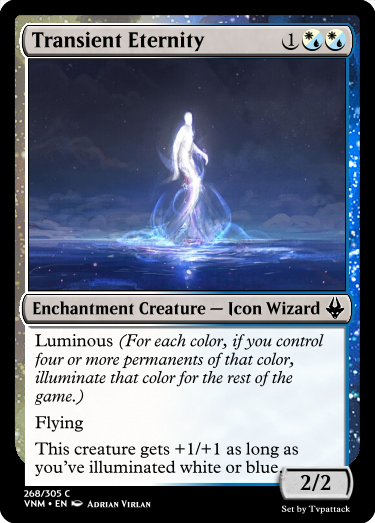 Transient Eternity 1
Enchantment Creature — Icon Wizard
Luminous (For each color, if you control
four or more permanents of that color,
illuminate that color for the rest of the
game.)
Flying
This creature gets +1/+1 as long as
you've illuminated white or blue.
2/2
268/305 C
VNM • EN Adrian Virlan
Set by Tvpattack